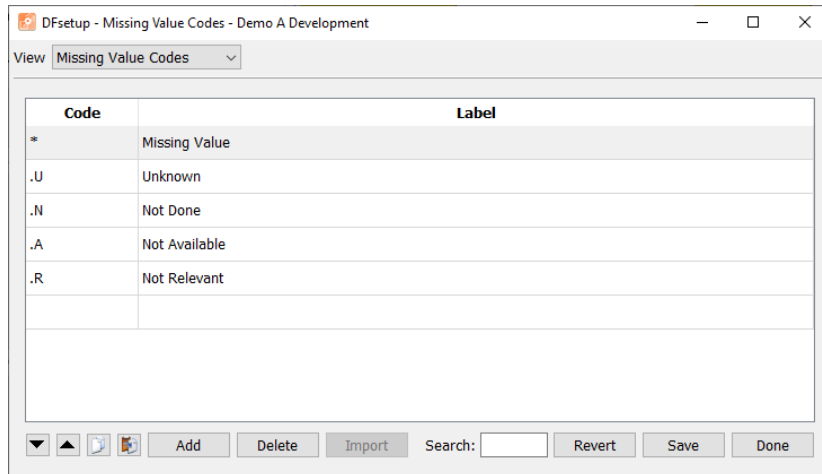 DFsetup - Missing Value Codes - Demo A Development
View Missing Value Codes
Code Label
* Missing Value
.U Unknown
.N Not Done
.A Not Available
.R Not Relevant
Add Delete Import Search: Revert Save Done